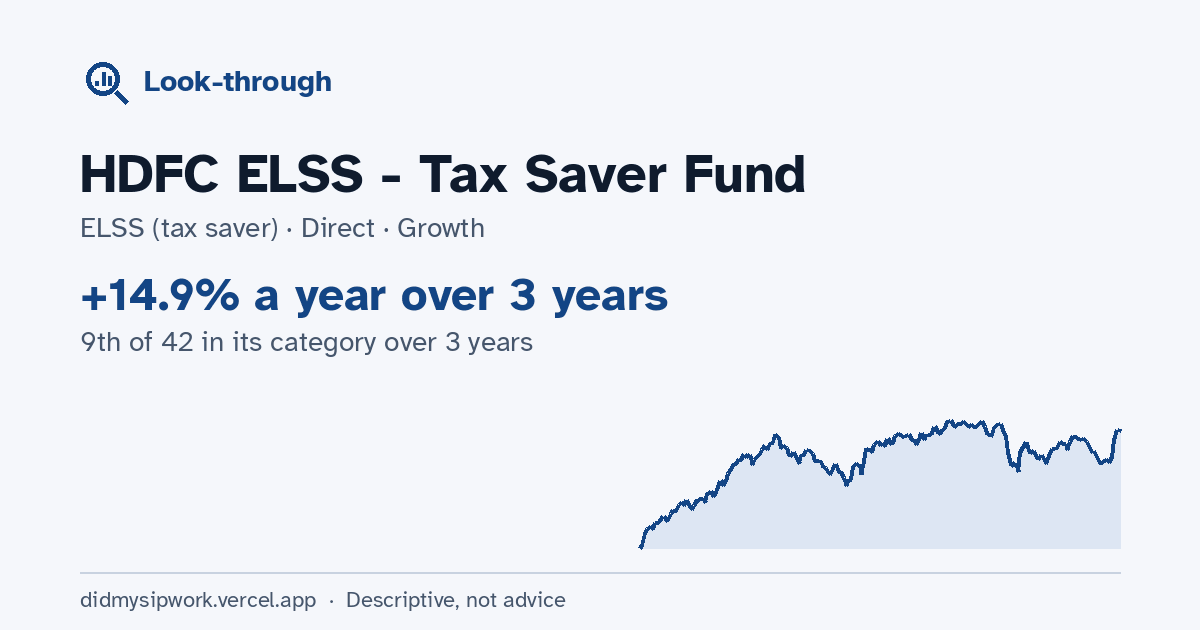 Look-through
HDFC ELSS - Tax Saver Fund
ELSS (tax saver) · Direct · Growth
+14.9% a year over 3 years
9th of 42 in its category over 3 years
didmysipwork.vercel.app · Descriptive, not advice